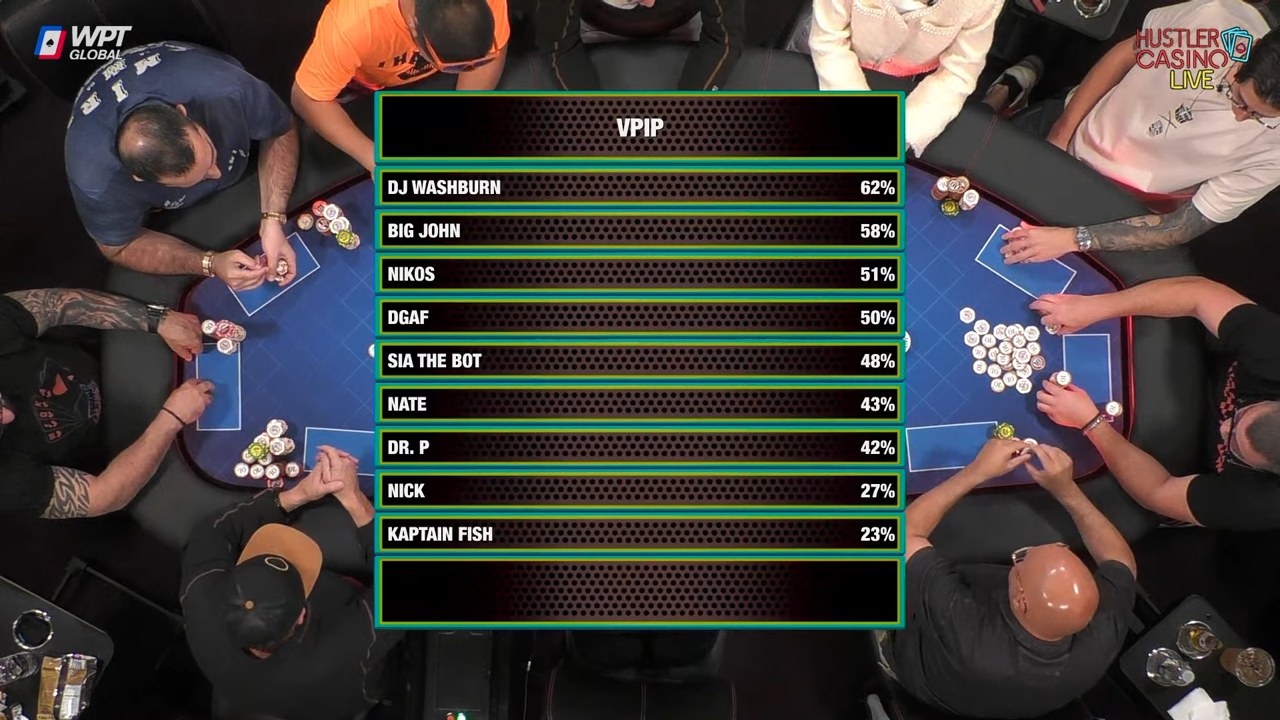 WPT
GLOBAL
HUSTLER
CASINO
LIVE
VPIP
DJ WASHBURN 62%
BIG JOHN 58%
NIKOS 51%
DGAF 50%
SIA THE BOT 48%
NATE 43%
DR. P 42%
NICK 27%
KAPTAIN FISH 23%